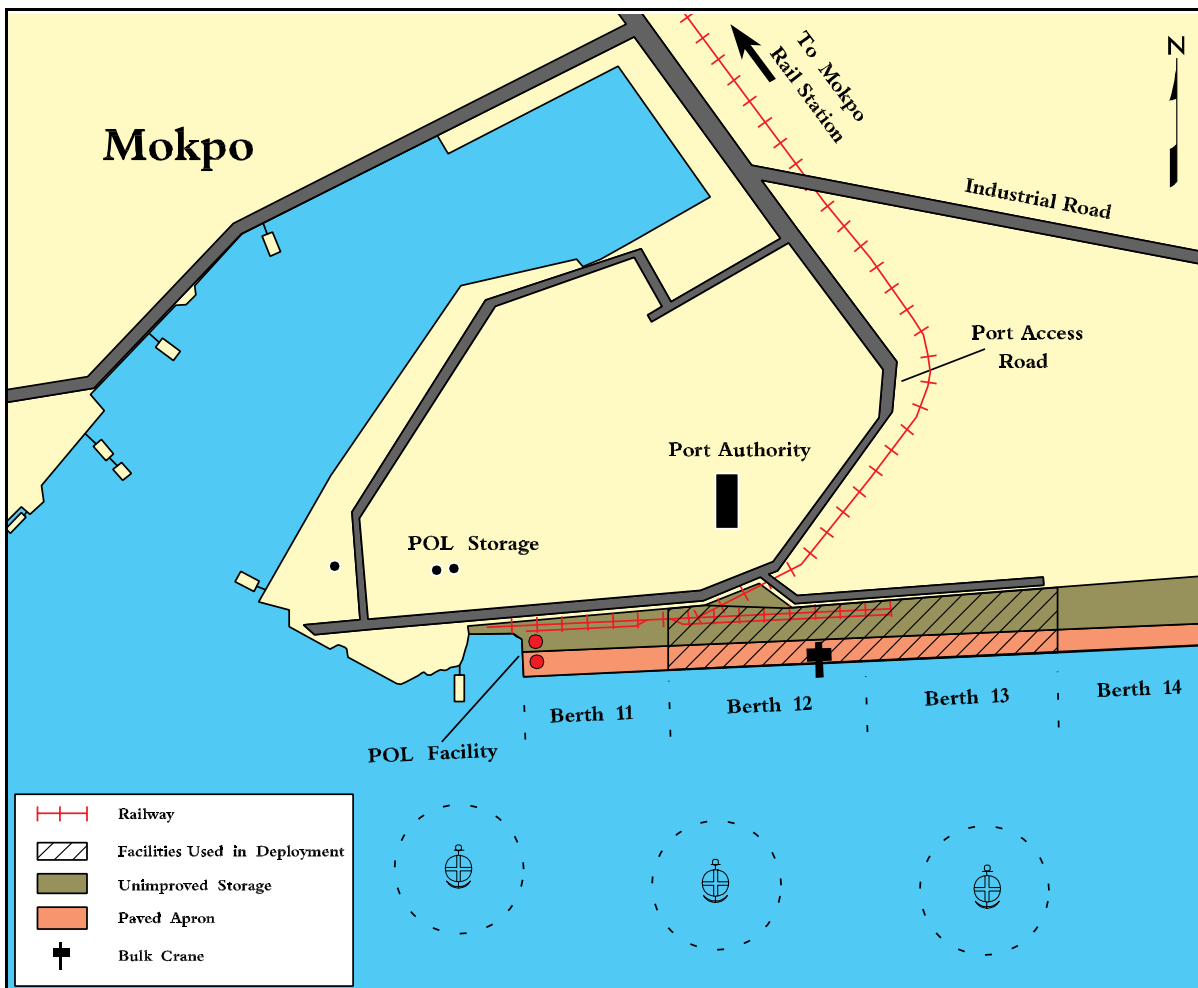 To Mokpo
Rail Station
N
Mokpo
Industrial Road
Port Access
Road
Port Authority
POL Storage
Berth 11
Berth 12
Berth 13
Berth 14
POL Facility
Railway
Facilities Used in Deployment
Unimproved Storage
Paved Apron
Bulk Crane